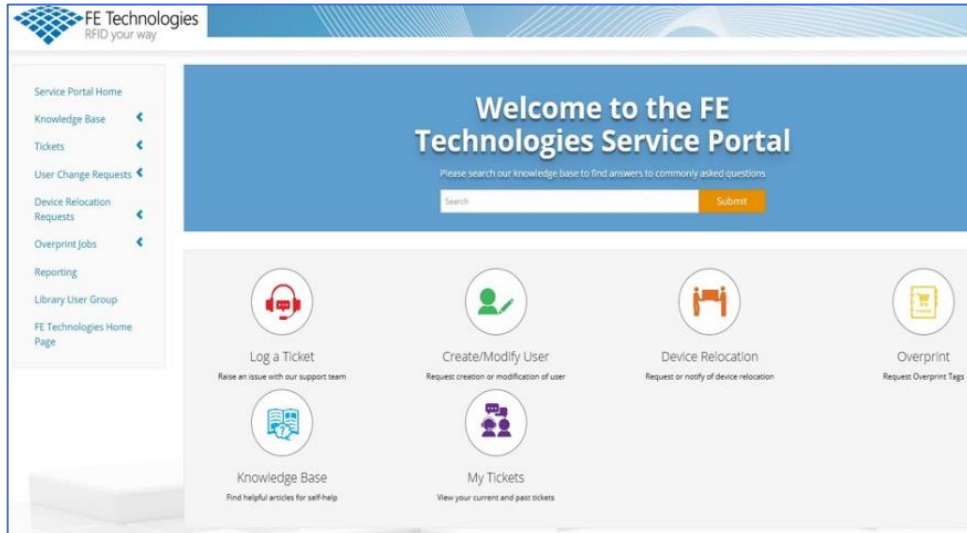 FE Technologies
RFID your way
Service Portal Home
Knowledge Base
Tickets
User Change Requests
Device Relocation
Requests
Overprint Jobs
Reporting
Library User Group
FE Technologies Home
Page
Welcome to the FE
Technologies Service Portal
Please search our knowledge base to find answers to commonly asked questions
Search
Submit
Log a Ticket
Raise an issue with our support team
Create/Modify User
Request creation or modification of user
Device Relocation
Request or notify of device relocation
Overprint
Request Overprint Tags
Knowledge Base
Find helpful articles for self-help
My Tickets
View your current and past tickets